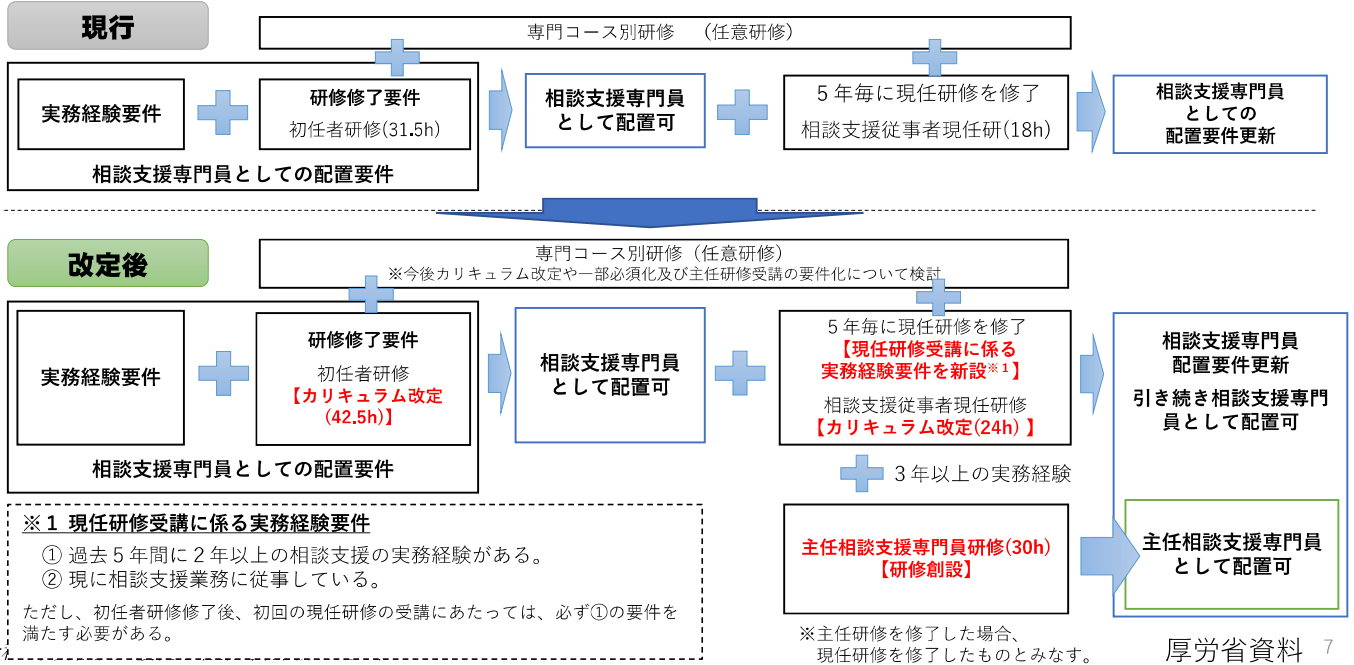 現行
専門コース別研修　（任意研修）
実務経験要件
研修修了要件
初任者研修(31.5h)
相談支援専門員としての配置要件
相談支援専門員
として配置可
5年毎に現任研修を修了
相談支援従事者現任研(18h)
相談支援専門員
としての
配置要件更新
改定後
専門コース別研修（任意研修）
※今後カリキュラム改定や一部必須化及び主任研修受講の要件化について検討
実務経験要件
研修修了要件
初任者研修
【カリキュラム改定
(42.5h)】
相談支援専門員としての配置要件
相談支援専門員
として配置可
5年毎に現任研修を修了
【現任研修受講に係る
実務経験要件を新設※1】
相談支援従事者現任研修
【カリキュラム改定(24h) 】
相談支援専門員
配置要件更新
引き続き相談支援専門
員として配置可
3年以上の実務経験
主任相談支援専門員研修(30h)
【研修創設】
主任相談支援専門員
として配置可
※1 現任研修受講に係る実務経験要件
① 過去5年間に2年以上の相談支援の実務経験がある。
② 現に相談支援業務に従事している。
ただし、初任者研修修了後、初回の現任研修の受講にあたっては、必ず①の要件を
満たす必要がある。
※主任研修を修了した場合、
現任研修を修了したものとみなす。
厚労省資料 7